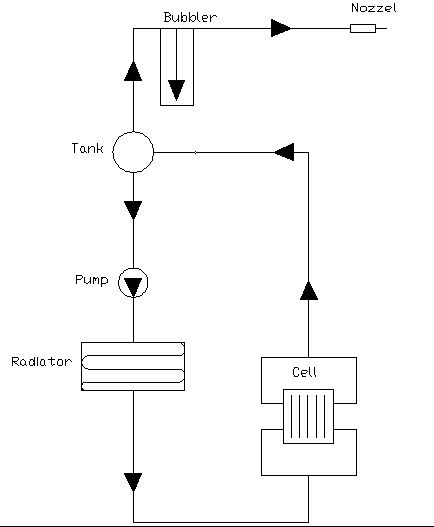 Nozzel
Bubbler
Tank
Pump
Radiator
Cell